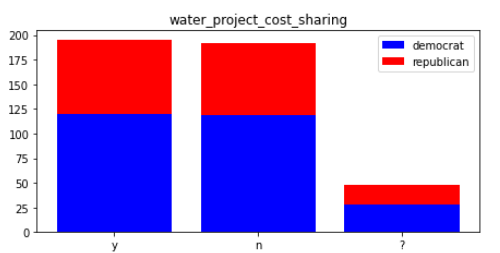 water_project_cost_sharing
200
175
150
125
100
75
50
25
0
democrat
republican
y n ?